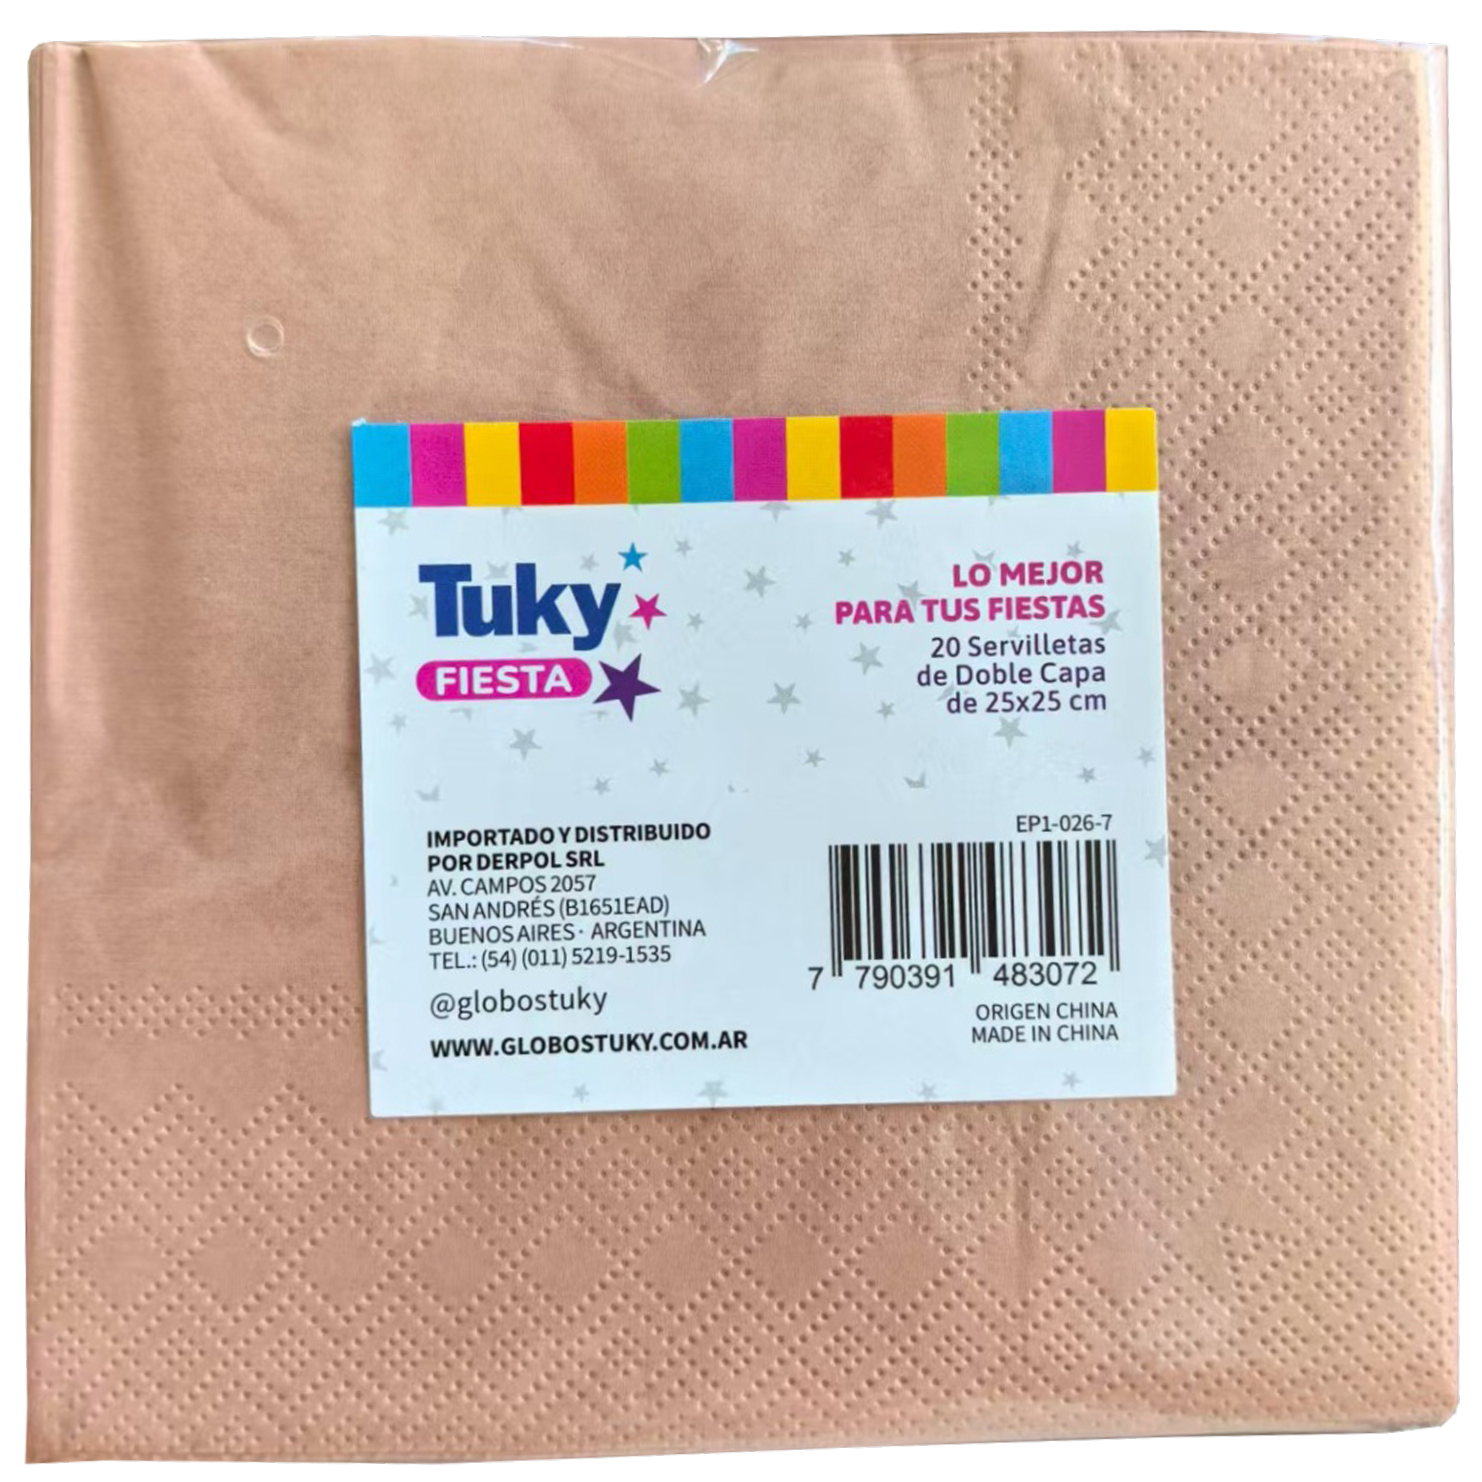 Tuky
FIESTA
LO MEJOR
PARA TUS FIESTAS
20 Servilletas
de Doble Capa
de 25x25 cm
IMPORTADO Y DISTRIBUIDO
POR DERPOL SRL
AV. CAMPOS 2057
SAN ANDRÉS (B1651EAD)
BUENOS AIRES · ARGENTINA
TEL.: (54) (011) 5219-1535
@globostuky
WWW.GLOBOSTUKY.COM.AR
EP1-026-7
7 790391 483072
ORIGEN CHINA
MADE IN CHINA